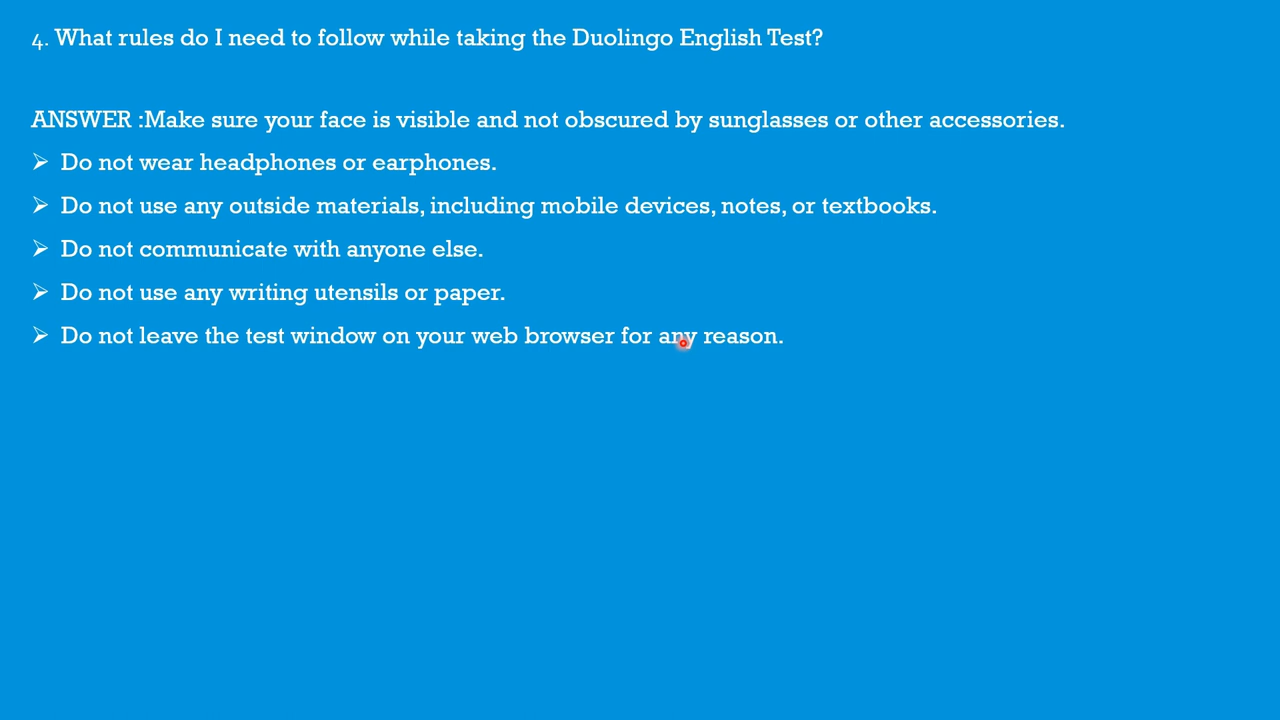 4. What rules do I need to follow while taking the Duolingo English Test?
ANSWER :Make sure your face is visible and not obscured by sunglasses or other accessories.
➢ Do not wear headphones or earphones.
➢ Do not use any outside materials, including mobile devices, notes, or textbooks.
➢ Do not communicate with anyone else.
➢ Do not use any writing utensils or paper.
➢ Do not leave the test window on your web browser for any reason.